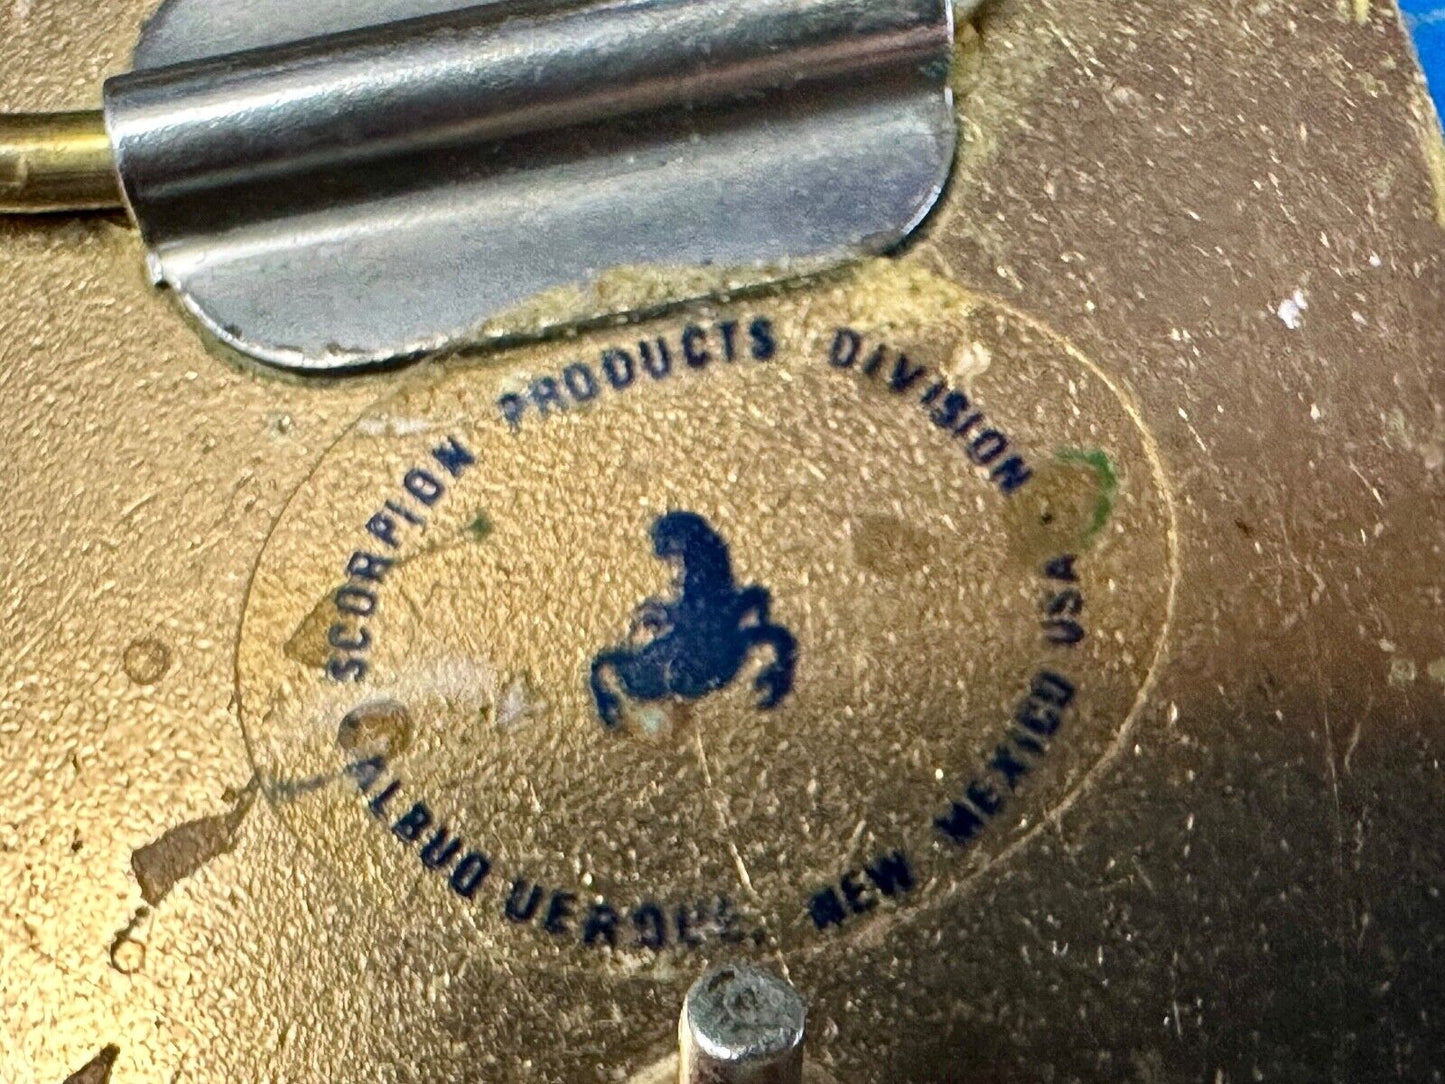 SCORPION PRODUCTS DIVISION
ALBUQUERQUE, NEW MEXICO USA